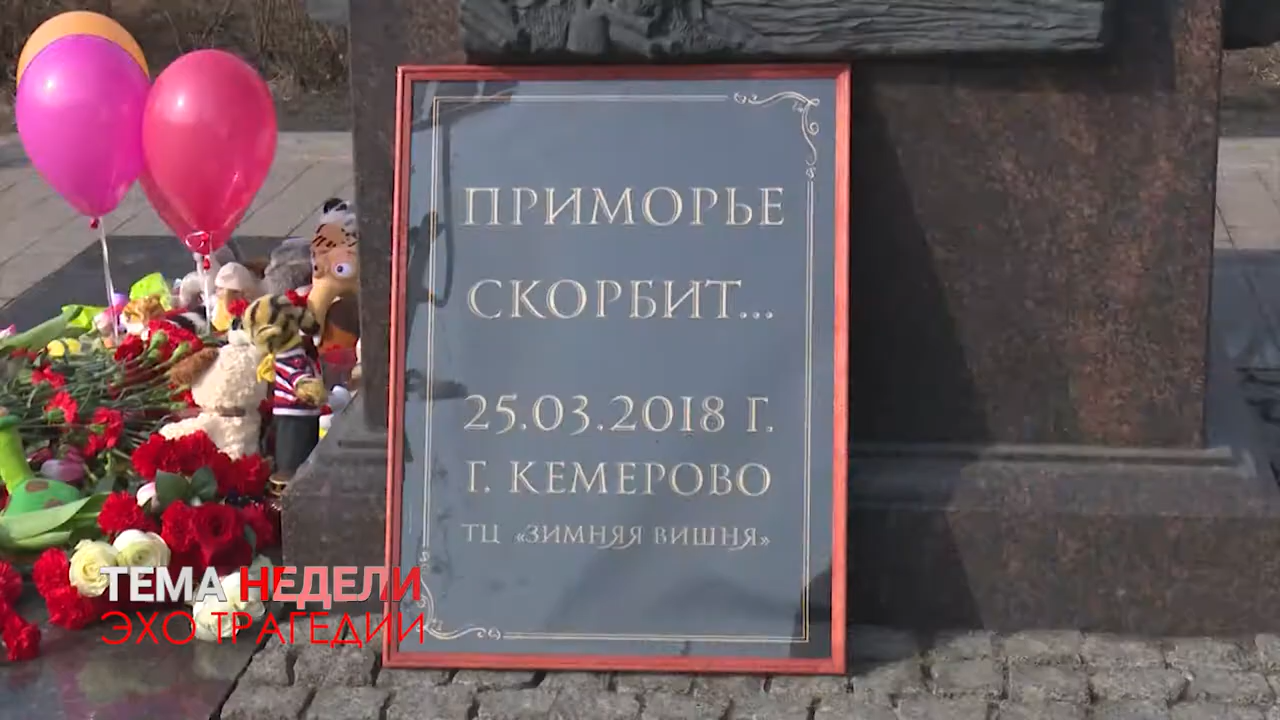 ПРИМОРЬЕ
СКОРБИТ...
25.03.2018 Г.
Г. КЕМЕРОВО
ТЦ «ЗИМНЯЯ ВИШНЯ»
ТЕМА НЕДЕЛИ
ЭХО ТРАГЕДИИ